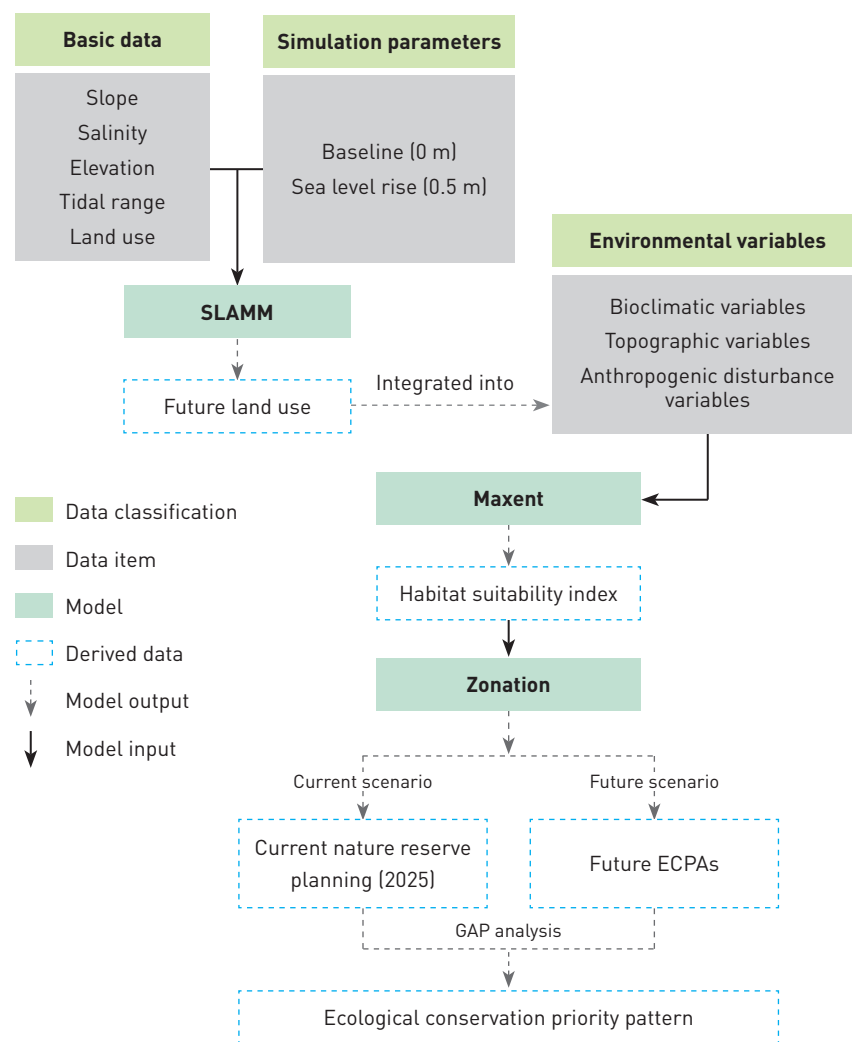 Basic data
Slope
Salinity
Elevation
Tidal range
Land use
Simulation parameters
Baseline (0 m)
Sea level rise (0.5 m)
SLAMM
Future land use
Integrated into
Environmental variables
Bioclimatic variables
Topographic variables
Anthropogenic disturbance
variables
Maxent
Habitat suitability index
Zonation
Data classification
Data item
Model
Derived data
Model output
Model input
Current scenario
Future scenario
Current nature reserve
planning (2025)
Future ECPAs
GAP analysis
Ecological conservation priority pattern